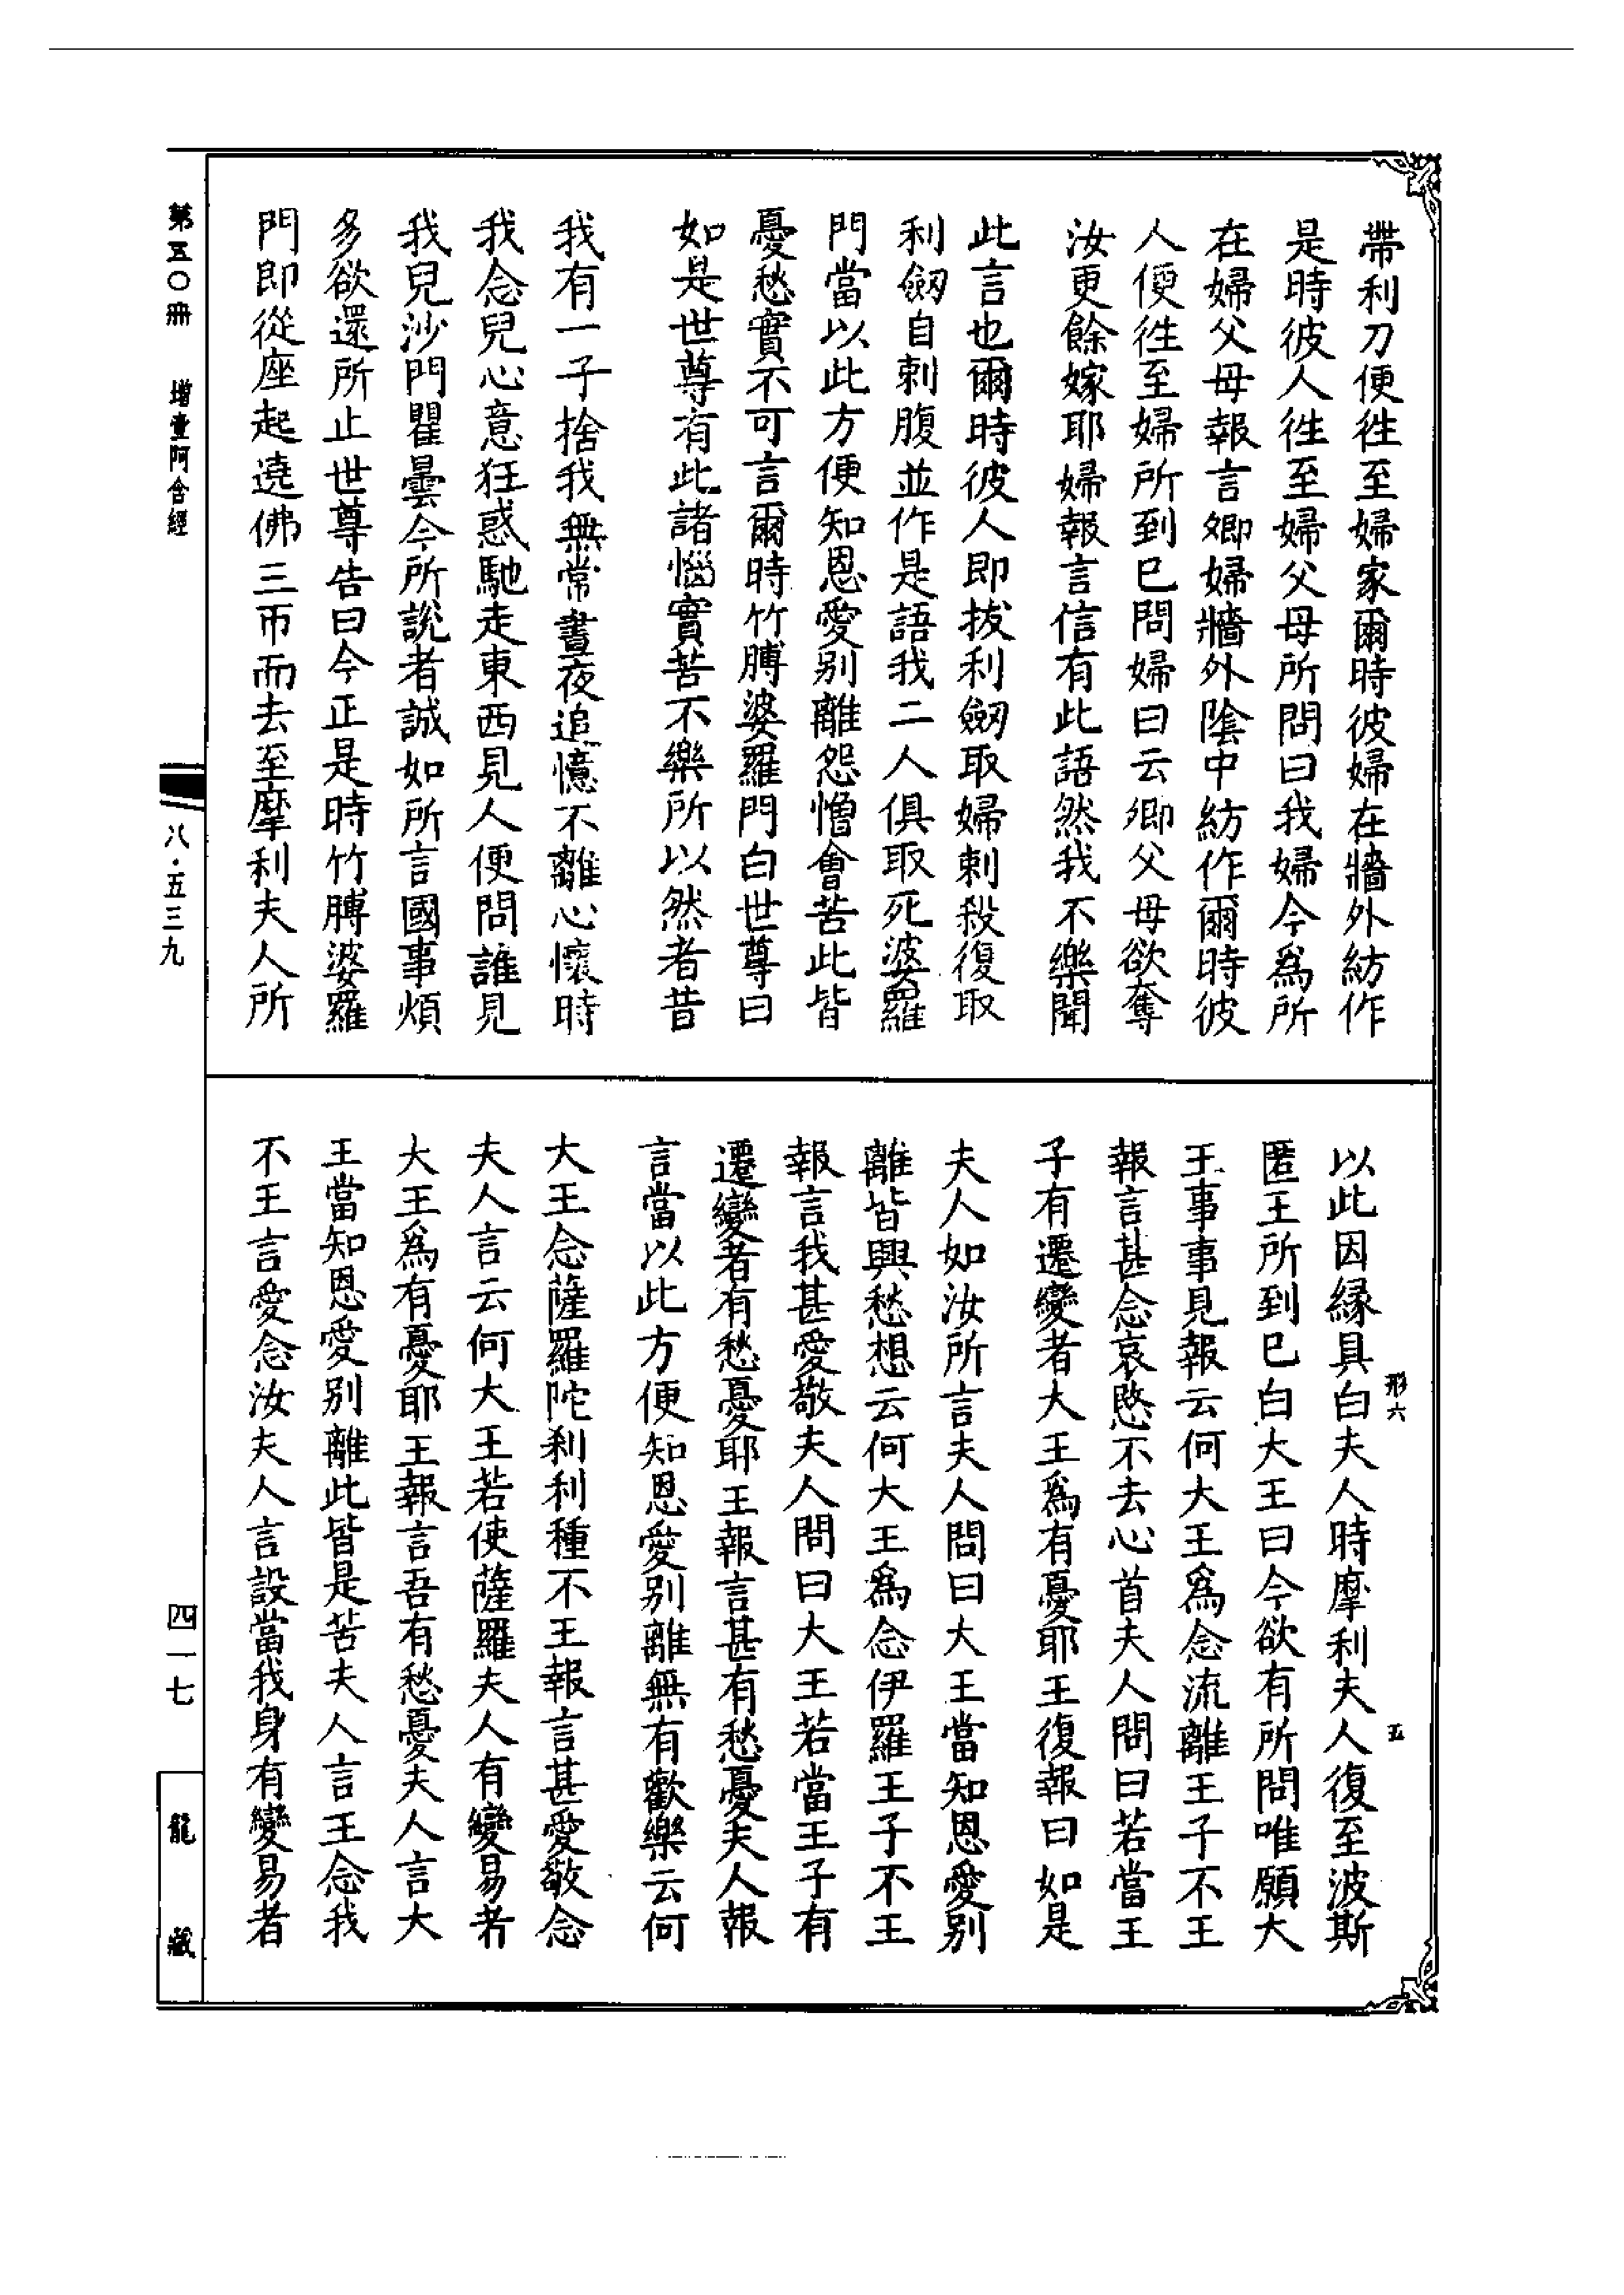 帶利刀便往至婦家爾時彼婦在牆外紡作
是時彼人往至婦父母所問曰我婦今為所
在婦父母報言卿婦牆外陰中紡作爾時彼
人便往至婦所到已問婦曰云卿父母欲奪
汝更餘嫁耶婦報言信有此語然我不樂聞
此言也爾時彼人即拔利劒取婦刺殺復取
利劒自刺腹並作是語我二人俱取死婆羅
門當以此方便知恩愛別離怨憎會苦此皆
憂愁實不可言爾時竹膊婆羅門白世尊曰
如是世尊有此諸惱實苦不樂所以然者昔
我有一子捨我無常晝夜追憶不離心懷時
我念兒心意狂惑馳走東西見人便問誰見
我兒沙門瞿曇今所說者誠如所言國事煩
多欲還所止世尊告曰今正是時竹膊婆羅
門即從座起遶佛三帀而去至摩利夫人所
以此因緣具白夫人時摩利夫人復至波斯
匿王所到已白大王曰今欲有所問唯願大
王事事見報云何大王為念流離王子不王
報言甚念哀愍不去心首夫人問曰若當王
子有遷變者大王為有憂耶王復報曰如是
夫人如汝所言夫人問曰大王當知恩愛別
離皆興愁想云何大王為念伊羅王子不王
報言我甚愛敬夫人問曰大王若當王子有
遷變者有愁憂耶王報言甚有愁憂夫人報
言當以此方便知恩愛別離無有歡樂云何
大王念薩羅陀剎利種不王報言甚愛敬念
夫人言云何大王若使薩羅夫人有變易者
大王為有憂耶王報言吾有愁憂夫人言大
王當知恩愛別離此皆是苦夫人言王念我
不王言愛念汝夫人言設當我身有變易者
形六
五
第五〇冊 增壹阿含經
八·五三九
四一七
龍藏